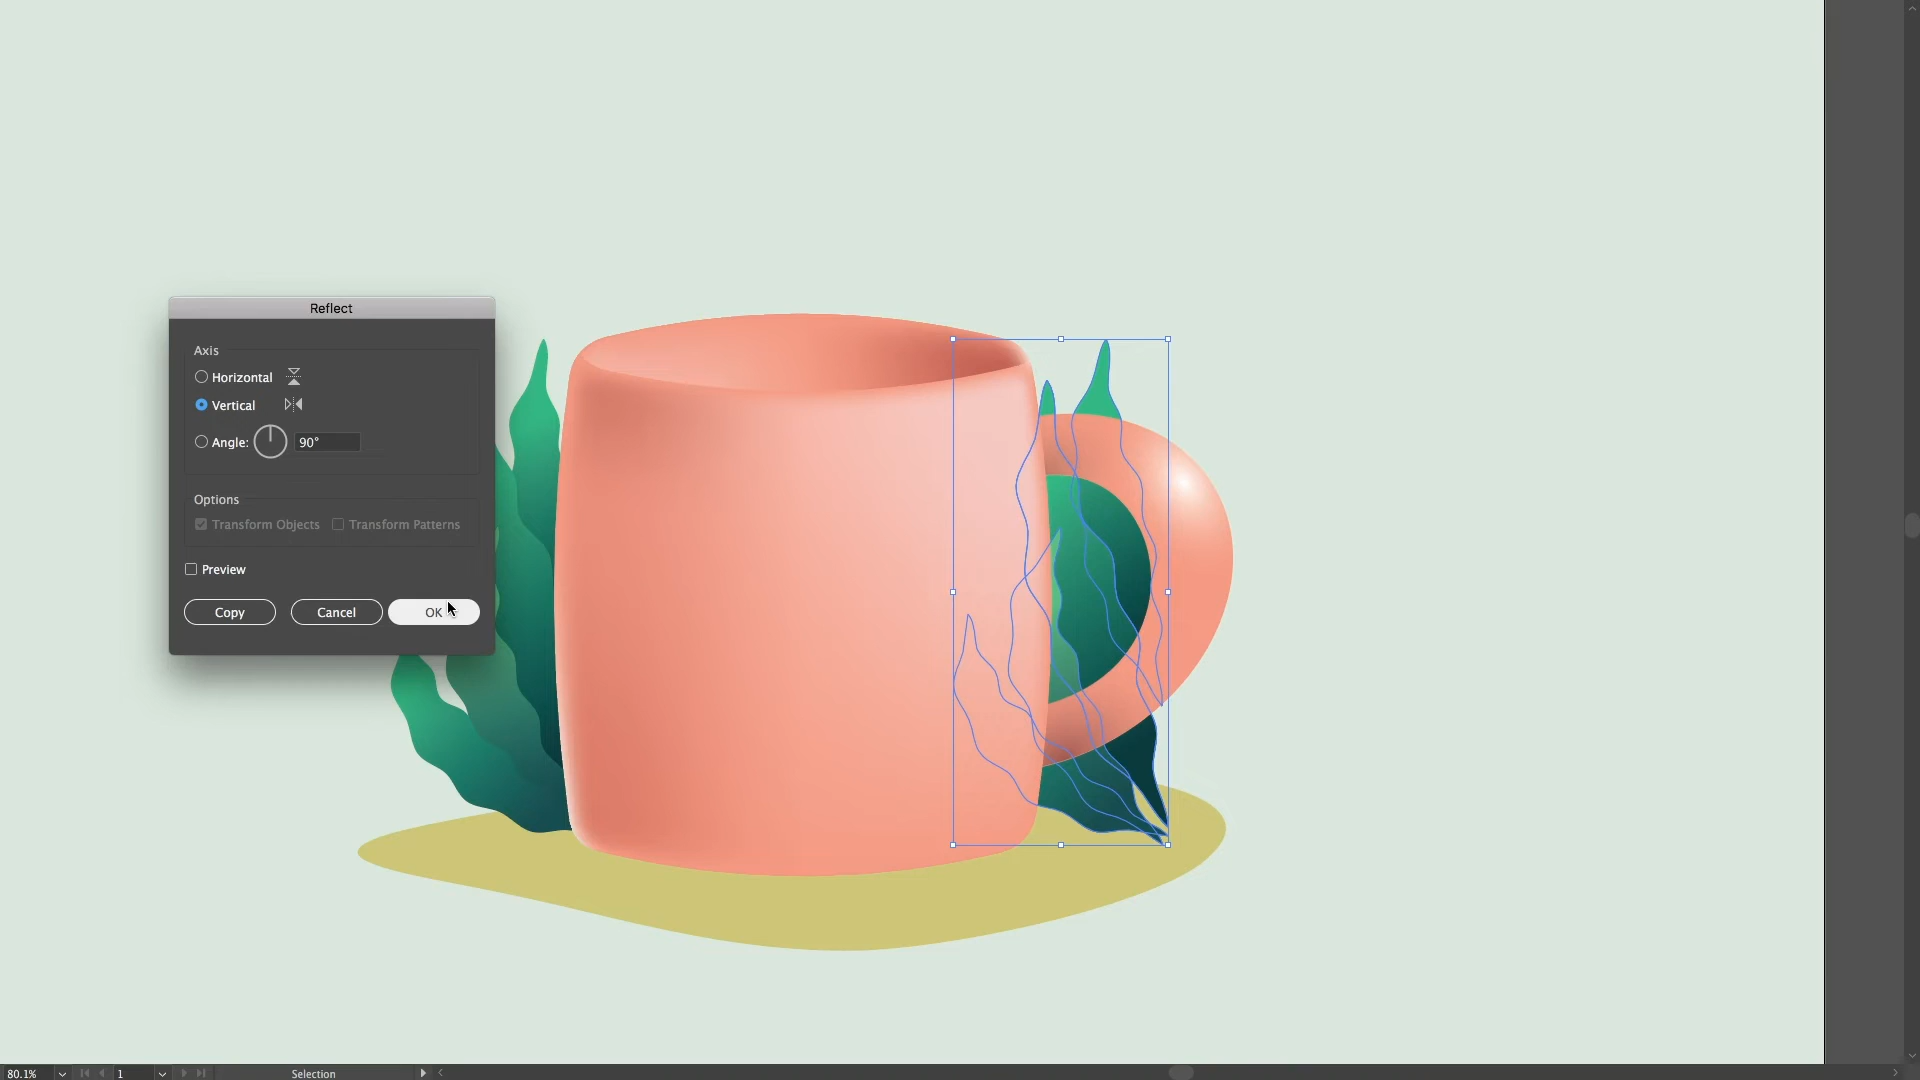 Reflect
Axis
Horizontal
Vertical
Angle: 90°
Options
Transform Objects Transform Patterns
Preview
Copy Cancel OK
80.1% 1 Selection